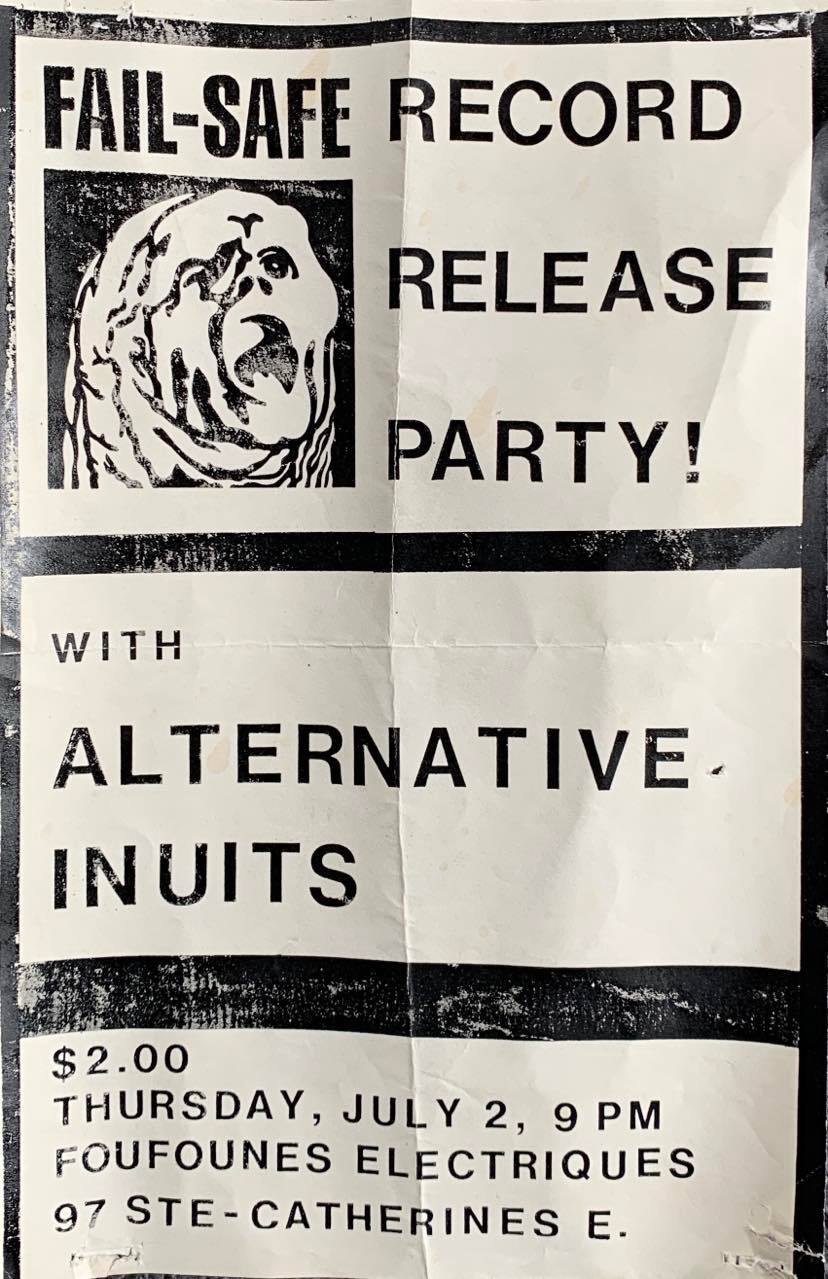 FAIL-SAFE RECORD
RELEASE
PARTY!
WITH
ALTERNATIVE
INUITS
$2.00
THURSDAY, JULY 2, 9 PM
FOUFOUNES ELECTRIQUES
97 STE-CATHERINES E.